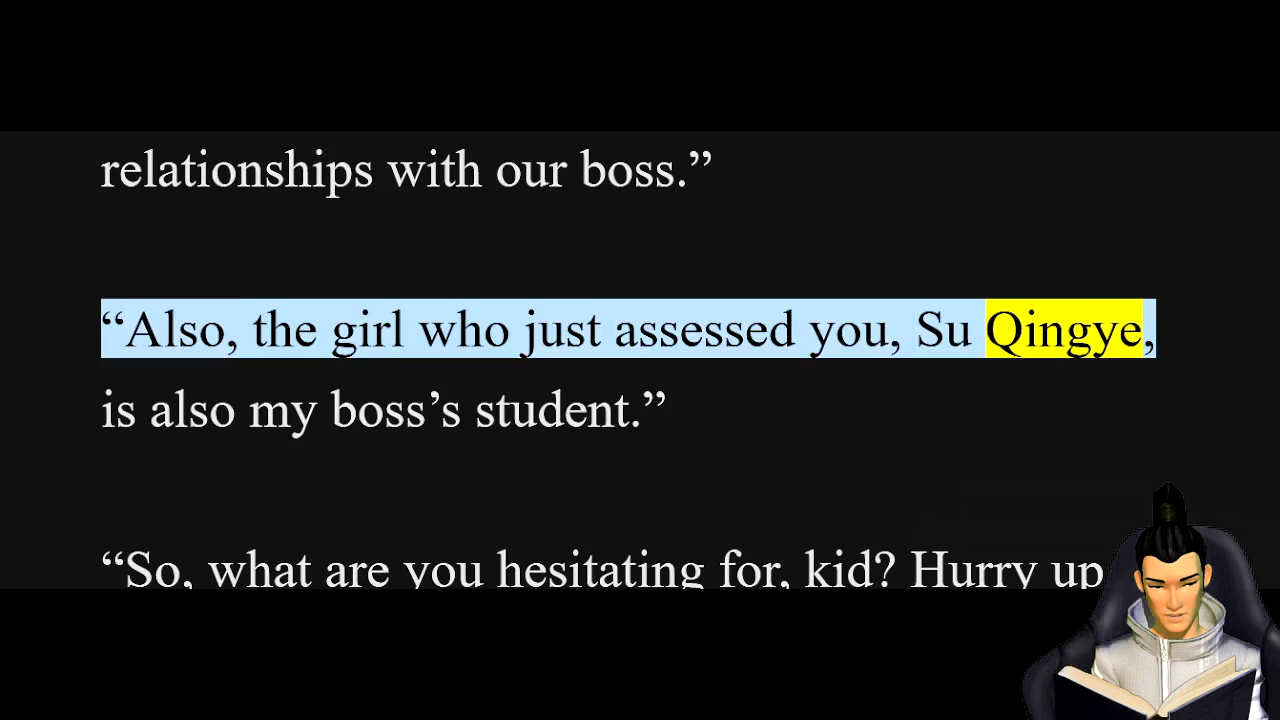 relationships with our boss.”
“Also, the girl who just assessed you, Su Qingye,
is also my boss’s student.”
“So, what are you hesitating for, kid? Hurry up